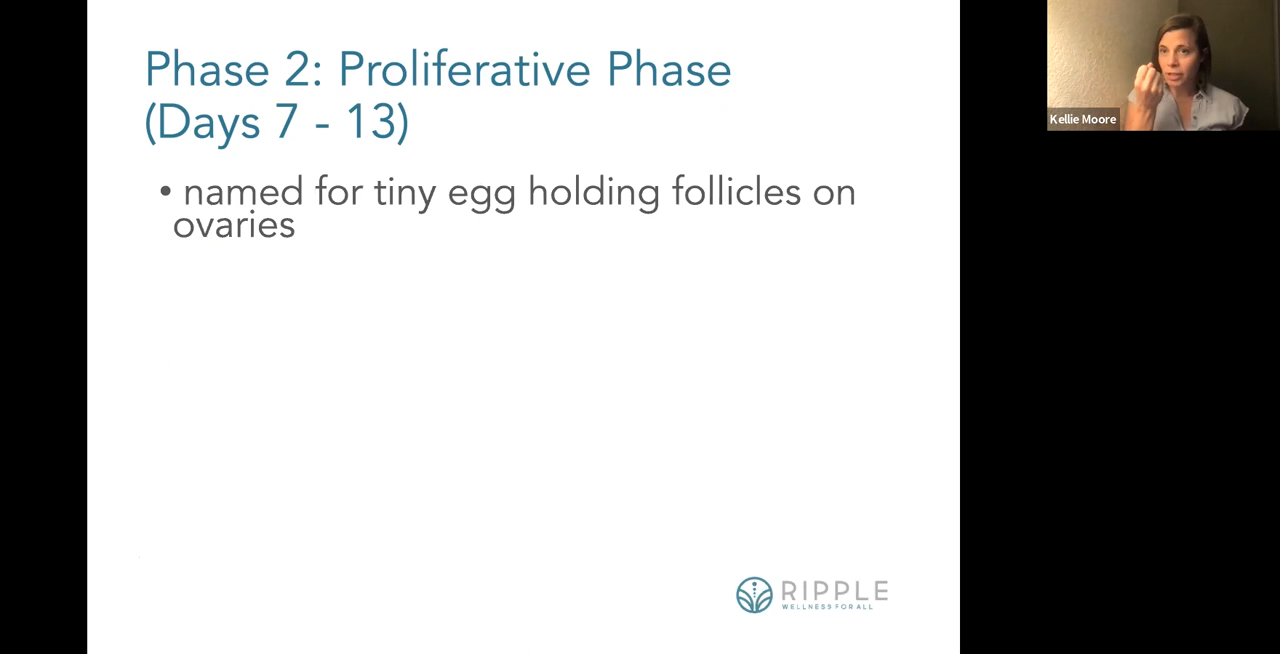 Phase 2: Proliferative Phase
(Days 7 - 13)
• named for tiny egg holding follicles on
ovaries
Kellie Moore
RIPPLE
WELLNESS FOR ALL